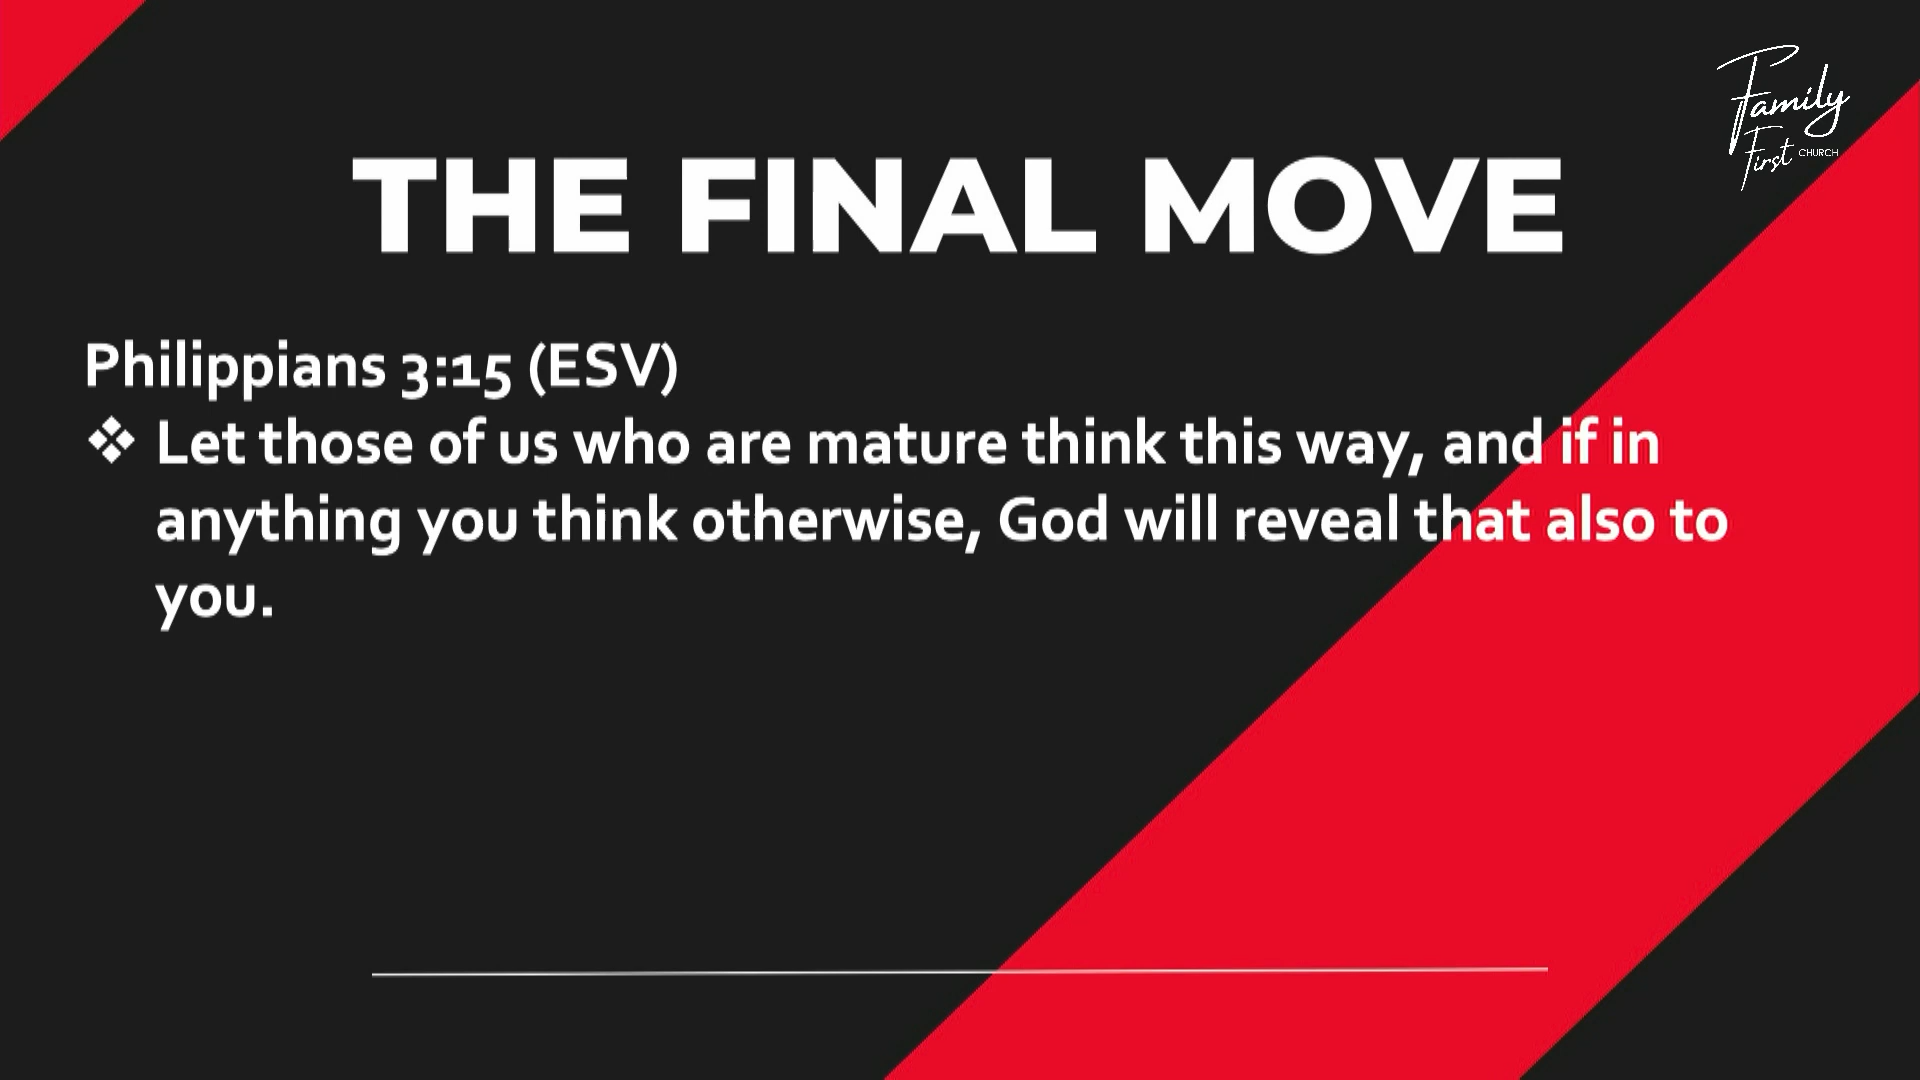 Family
First CHURCH
THE FINAL MOVE
Philippians 3:15 (ESV)
❖ Let those of us who are mature think this way, and if in
anything you think otherwise, God will reveal that also to
you.